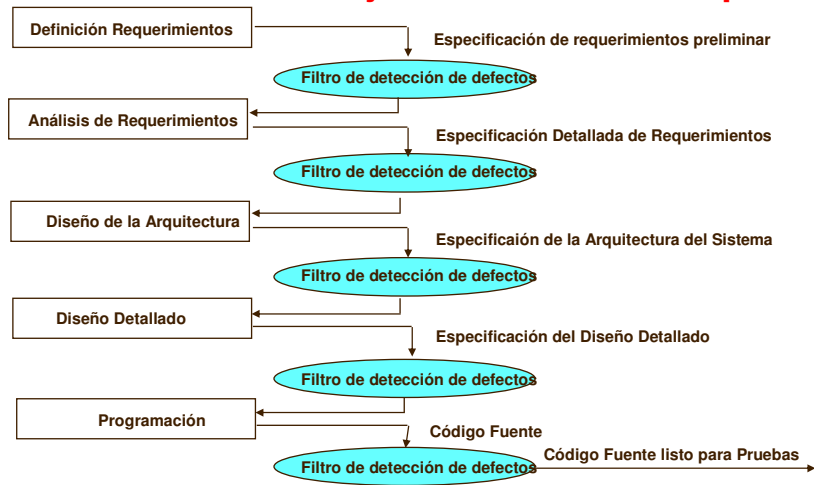 Definición Requerimientos
Especificación de requerimientos preliminar
Filtro de detección de defectos
Análisis de Requerimientos
Especificación Detallada de Requerimientos
Filtro de detección de defectos
Diseño de la Arquitectura
Especificaión de la Arquitectura del Sistema
Filtro de detección de defectos
Diseño Detallado
Especificación del Diseño Detallado
Filtro de detección de defectos
Programación
Código Fuente
Código Fuente listo para Pruebas
Filtro de detección de defectos